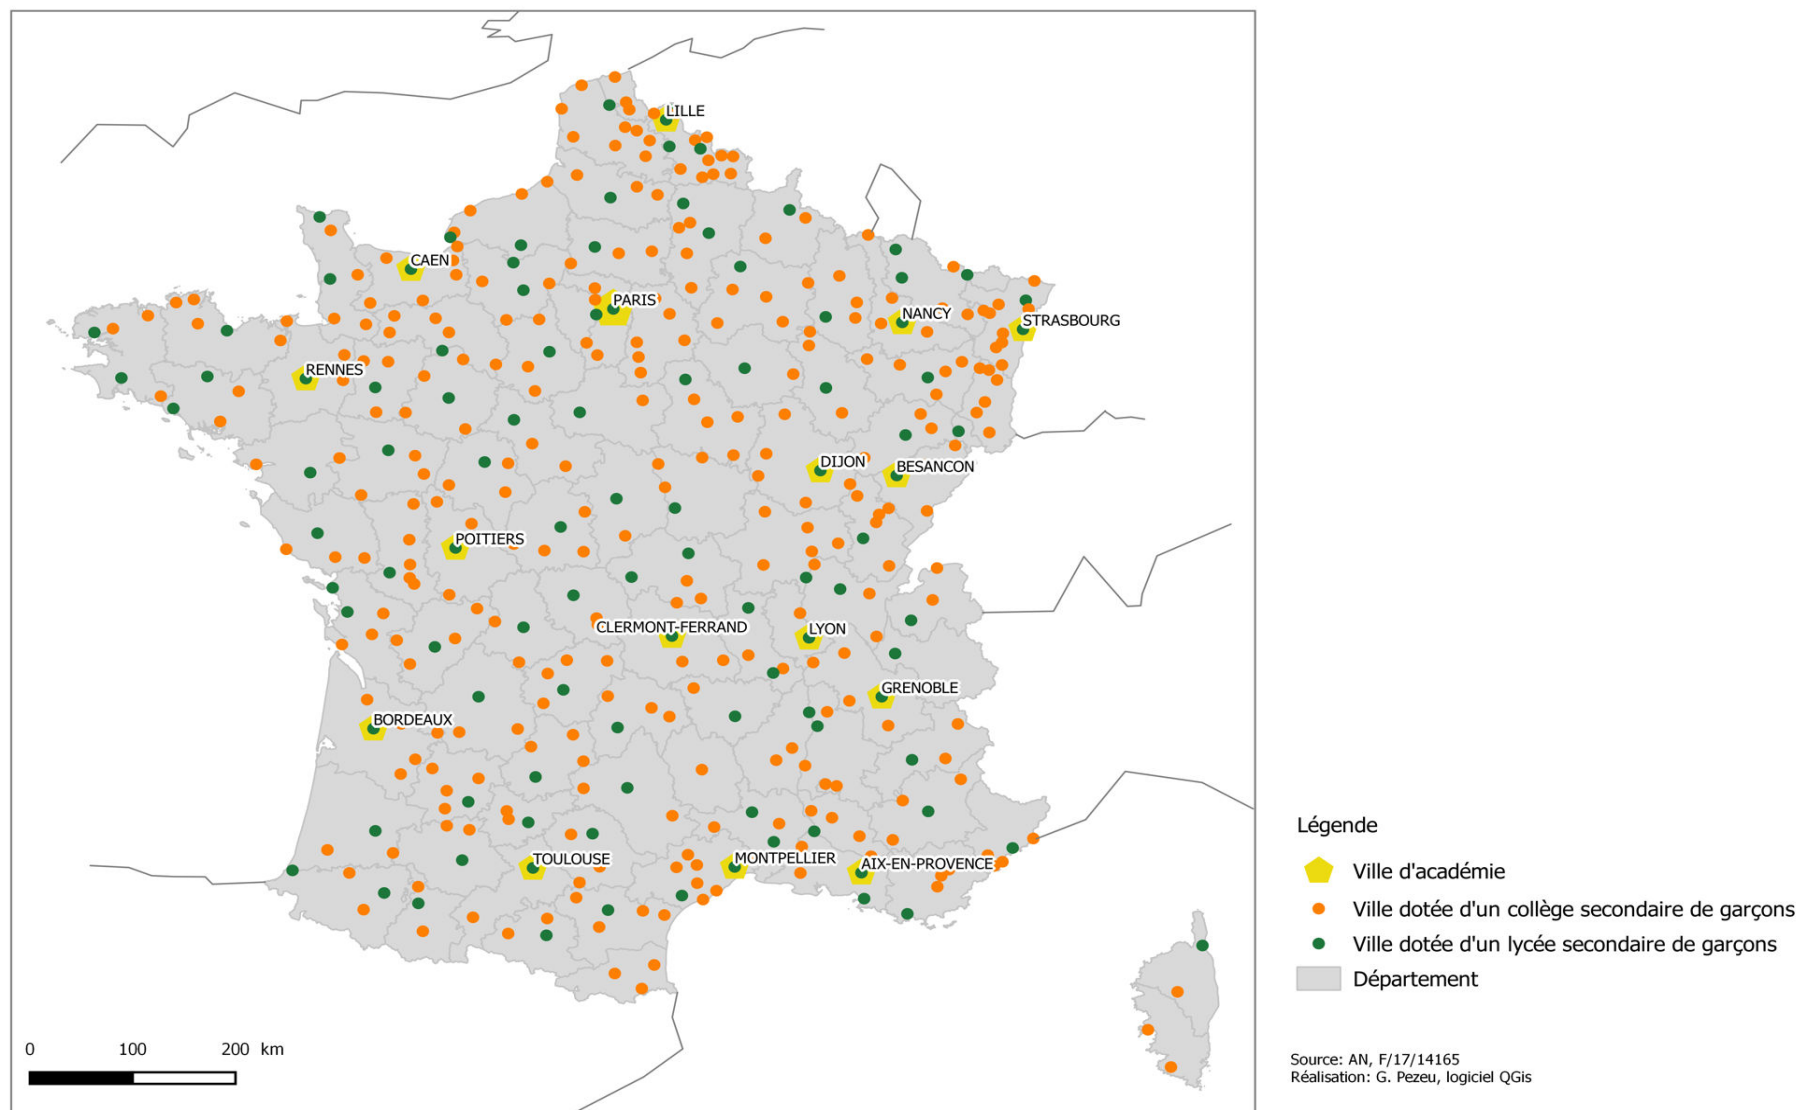 LILLE
CAEN
PARIS
NANCY
STRASBOURG
RENNES
DIJON
BESANCON
POITIERS
CLERMONT-FERRAND
LYON
GRENOBLE
BORDEAUX
TOULOUSE
MONTPELLIER
AIX-EN-PROVENCE
0 100 200 km
Légende
Ville d'académie
Ville dotée d'un collège secondaire de garçons
Ville dotée d'un lycée secondaire de garçons
Département
Source: AN, F/17/14165
Réalisation: G. Pezeu, logiciel QGis